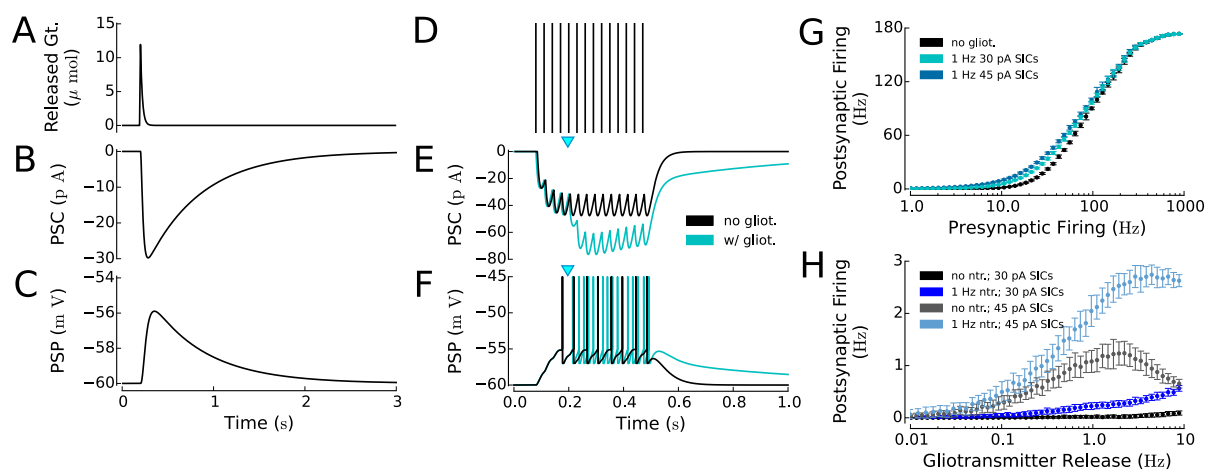 A
Released Gt.
(μ mol)
15
10
5
0
B
PSC (p A)
0
−10
−20
−30
C
PSP (m V)
−54
−56
−58
−60
0 1 2 3
Time (s)
D
E
PSC (p A)
0
−20
−40
−60
−80
no gliot.
w/ gliot.
F
PSP (m V)
−45
−50
−55
−60
0.0 0.2 0.4 0.6 0.8 1.0
Time (s)
G
Postsynaptic Firing
(Hz)
180
120
60
0
no gliot.
1 Hz 30 pA SICs
1 Hz 45 pA SICs
1.0 10.0 100 1000
Presynaptic Firing (Hz)
H
Postsynaptic Firing
(Hz)
3
2
1
0
no ntr.; 30 pA SICs
1 Hz ntr.; 30 pA SICs
no ntr.; 45 pA SICs
1 Hz ntr.; 45 pA SICs
0.01 0.1 1.0 10
Gliotransmitter Release (Hz)